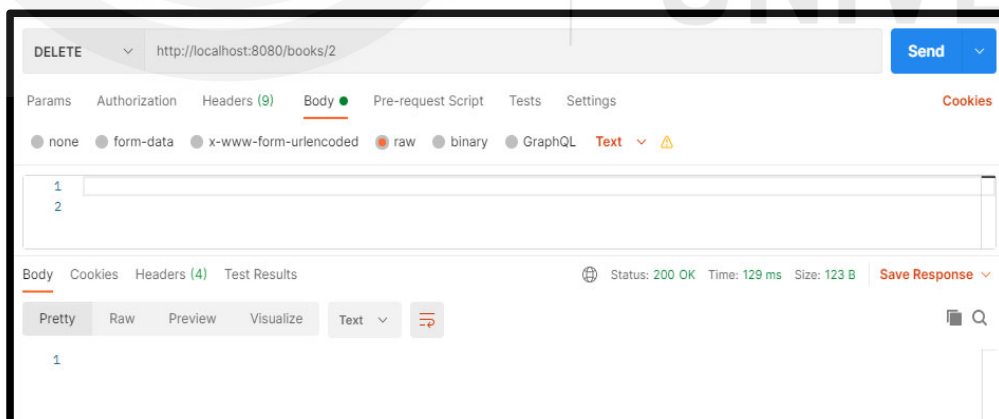 UNIVE
DELETE http://localhost:8080/books/2 Send
Params Authorization Headers (9) Body Pre-request Script Tests Settings Cookies
none form-data x-www-form-urlencoded raw binary GraphQL Text
1
2
Body Cookies Headers (4) Test Results Status: 200 OK Time: 129 ms Size: 123 B Save Response
Pretty Raw Preview Visualize Text
1